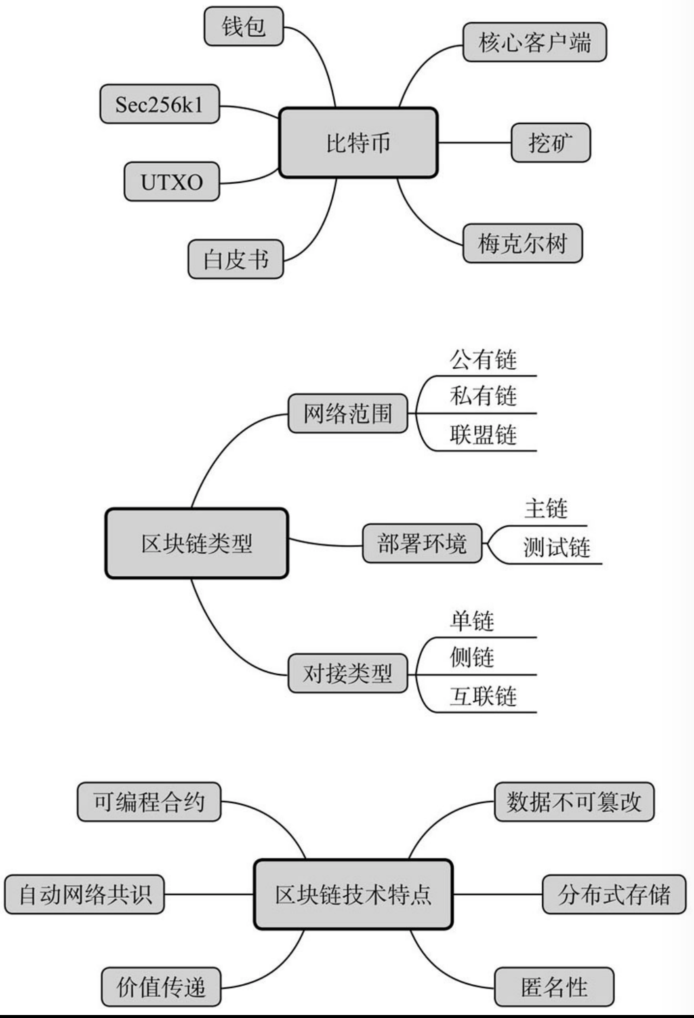 钱包
核心客户端
Sec256k1
比特币
挖矿
UTXO
白皮书
梅克尔树
公有链
网络范围
私有链
联盟链
区块链类型
部署环境
主链
测试链
单链
对接类型
侧链
互联链
可编程合约
数据不可篡改
自动网络共识
区块链技术特点
分布式存储
价值传递
匿名性